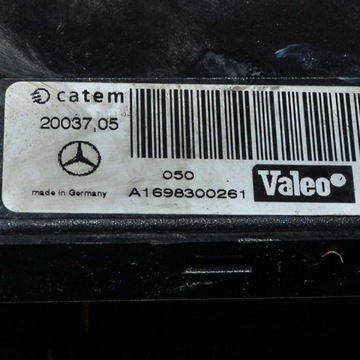 catem
20037,05
050
made in Germany
A1698300261
Valeo